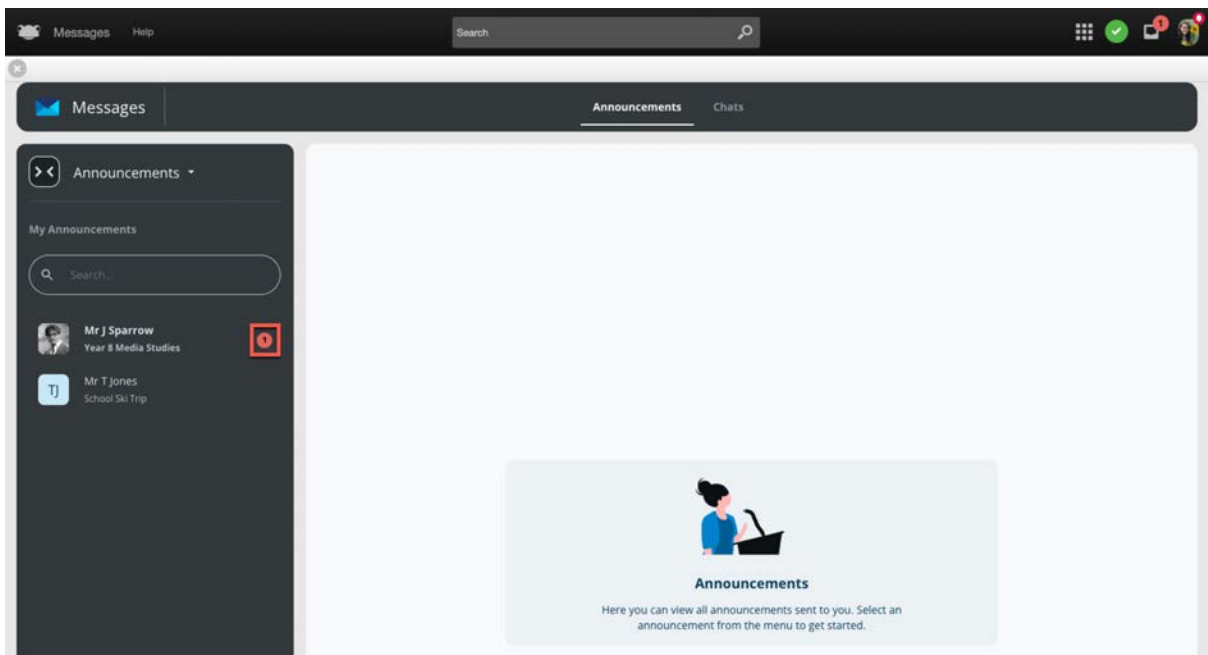 Messages Help Search 1
Messages Announcements Chats
Announcements
My Announcements
Search...
Mr J Sparrow
Year 8 Media Studies
1
TJ
Mr T Jones
School Ski Trip
Announcements
Here you can view all announcements sent to you. Select an
announcement from the menu to get started.